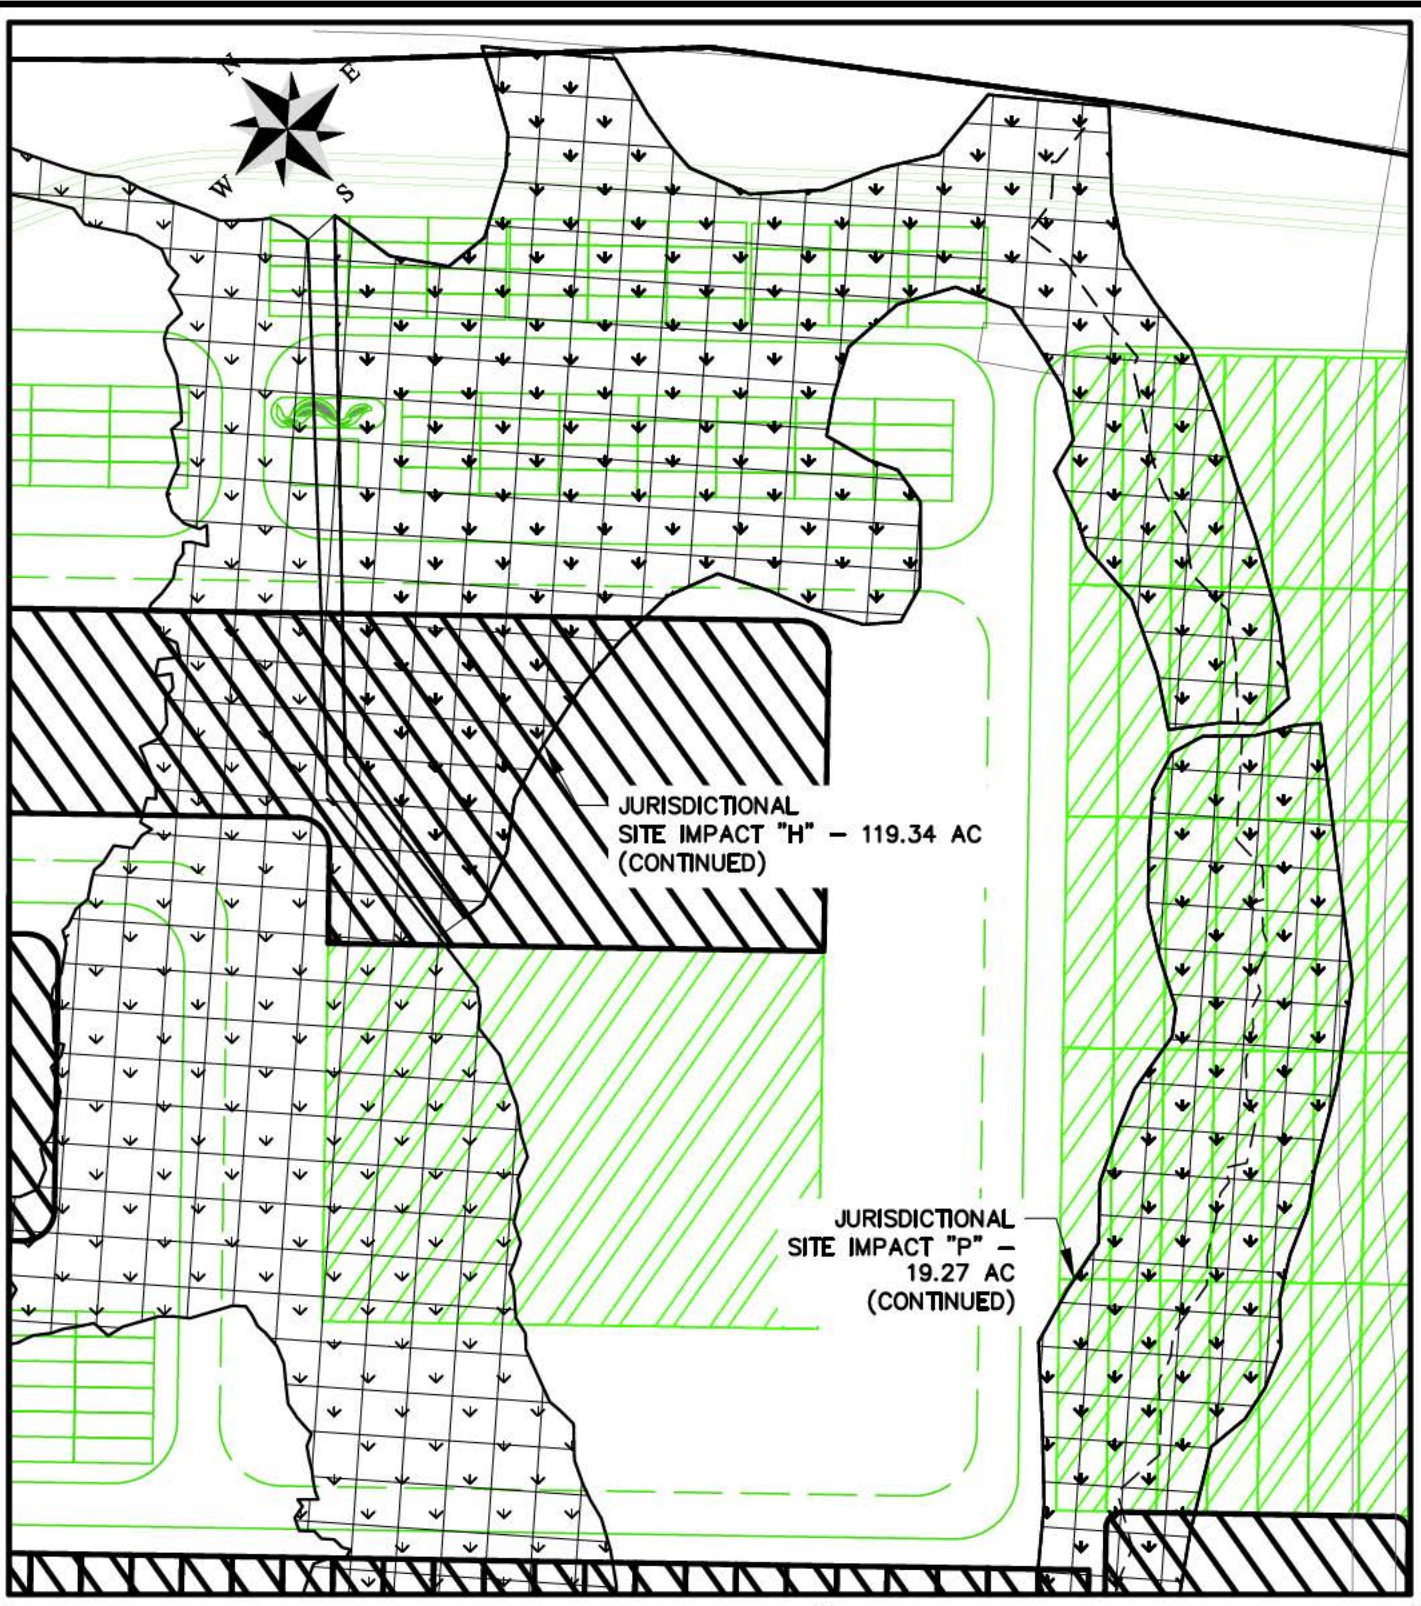 N
E
W
S
JURISDICTIONAL
SITE IMPACT "H" – 119.34 AC
(CONTINUED)
JURISDICTIONAL
SITE IMPACT "P" –
19.27 AC
(CONTINUED)